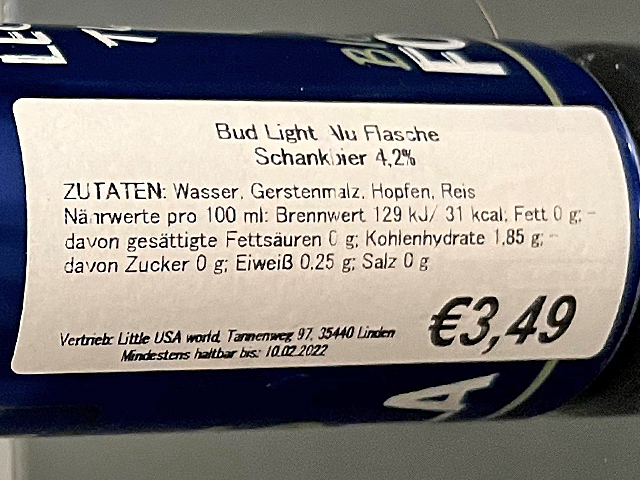 Bud Light Alu Flasche
Schankbier 4,2%
ZUTATEN: Wasser, Gerstenmalz, Hopfen, Reis
Nährwerte pro 100 ml: Brennwert 129 kJ/ 31 kcal; Fett 0 g; -
davon gesättigte Fettsäuren 0 g; Kohlenhydrate 1,85 g; -
davon Zucker 0 g; Eiweiß 0,25 g; Salz 0 g
€3,49
Vertrieb: Little USA world, Tannenweg 97, 35440 Linden
Mindestens haltbar bis: 10.02.2022